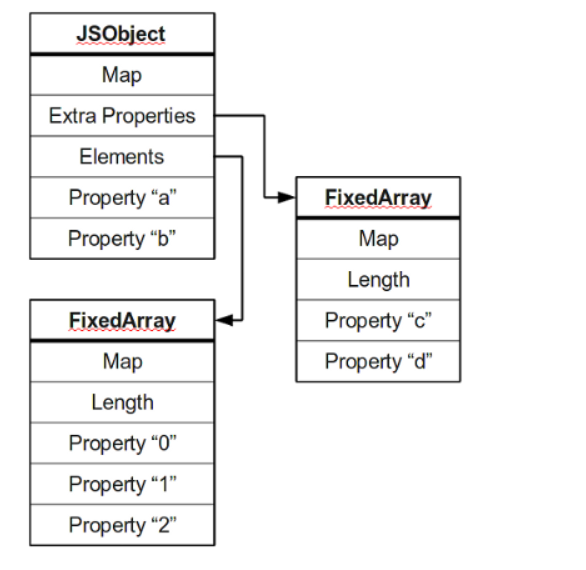 JSObject
Map
Extra Properties
Elements
Property “a”
Property “b”
FixedArray
Map
Length
Property “c”
Property “d”
FixedArray
Map
Length
Property “0”
Property “1”
Property “2”